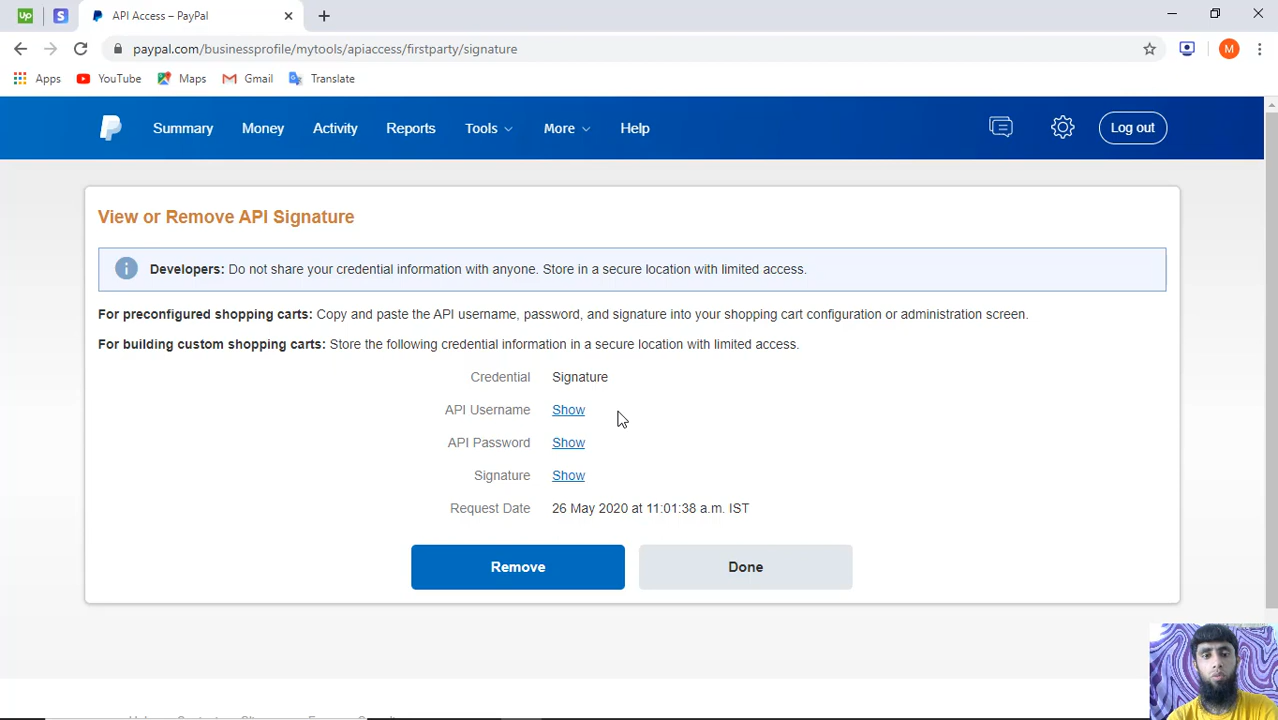 Up
S
API Access – PayPal
paypal.com/businessprofile/mytools/apiaccess/firstparty/signature
M
Apps YouTube Maps Gmail Translate
Summary Money Activity Reports Tools More Help Log out
View or Remove API Signature
Developers: Do not share your credential information with anyone. Store in a secure location with limited access.
For preconfigured shopping carts: Copy and paste the API username, password, and signature into your shopping cart configuration or administration screen.
For building custom shopping carts: Store the following credential information in a secure location with limited access.
Credential Signature
API Username Show
API Password Show
Signature Show
Request Date 26 May 2020 at 11:01:38 a.m. IST
Remove Done